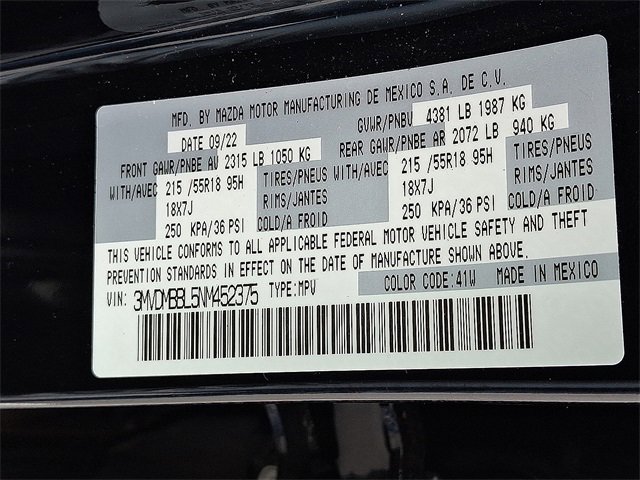 MFD. BY MAZDA MOTOR MANUFACTURING DE MEXICO S.A. DE C.V.
DATE 09/22 GVWR/PNBV 4381 LB 1987 KG
FRONT GAWR/PNBE AV 2315 LB 1050 KG REAR GAWR/PNBE AR 2072 LB 940 KG
WITH/AVEC 215 /55R18 95H TIRES/PNEUS WITH/AVEC 215 /55R18 95H TIRES/PNEUS
18X7J RIMS/JANTES 18X7J RIMS/JANTES
250 KPA/36 PSI COLD/A FROID 250 KPA/36 PSI COLD/A FROID
THIS VEHICLE CONFORMS TO ALL APPLICABLE FEDERAL MOTOR VEHICLE SAFETY AND THEFT
PREVENTION STANDARDS IN EFFECT ON THE DATE OF MANUFACTURE SHOWN ABOVE.
VIN: 3MVDMBBL5NM452375 TYPE:MPV COLOR CODE:41W MADE IN MEXICO